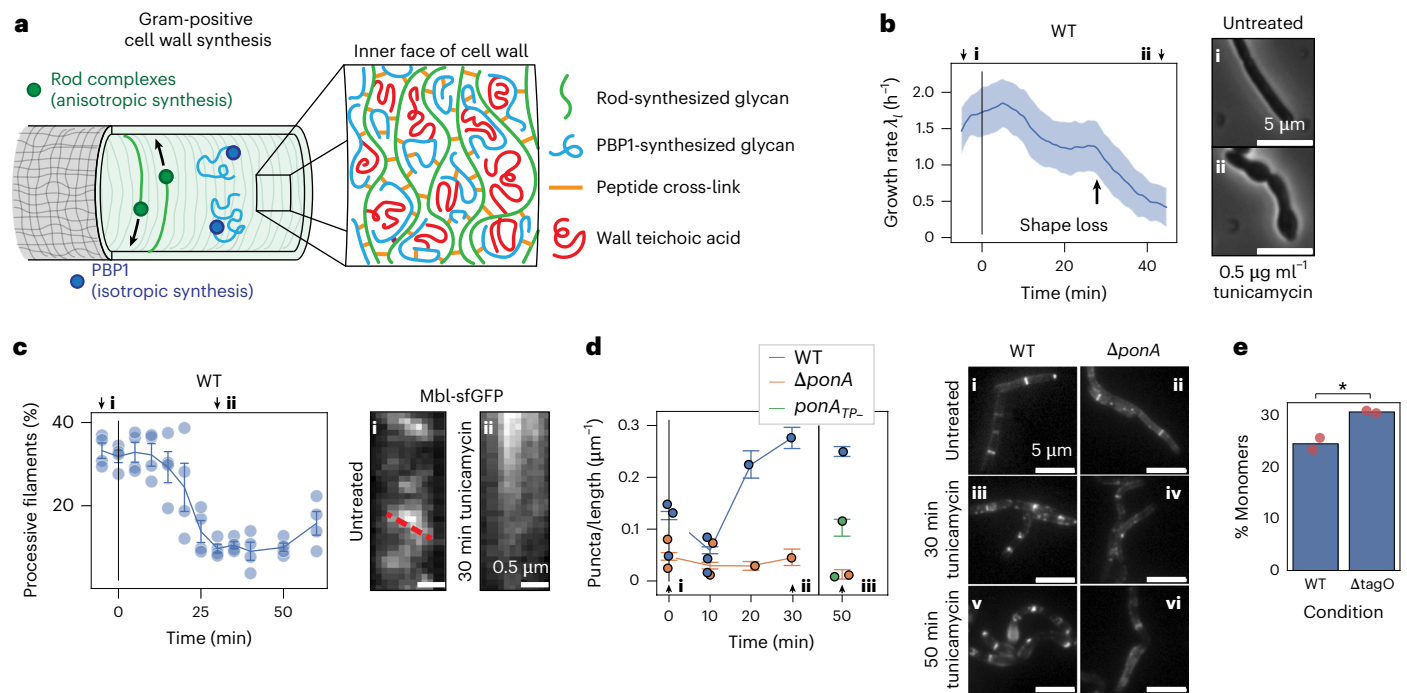 a
Gram-positive
cell wall synthesis
Rod complexes
(anisotropic synthesis)
PBP1
(isotropic synthesis)
Inner face of cell wall
Rod-synthesized glycan
PBP1-synthesized glycan
Peptide cross-link
Wall teichoic acid
b
WT
i
ii
Growth rate λl (h−1)
2.0
1.5
1.0
0.5
0
Shape loss
0
20
40
Time (min)
Untreated
i
5 µm
ii
0.5 µg ml−1
tunicamycin
c
WT
i
ii
Processive filaments (%)
40
20
0
25
50
Time (min)
Mbl-sfGFP
Untreated
i
30 min tunicamycin
ii
0.5 µm
d
WT
ΔponA
ponATP–
Puncta/length (µm−1)
0.3
0.2
0.1
0
i
ii
iii
0
10
20
30
50
Time (min)
WT
ΔponA
Untreated
i
5 µm
ii
30 min
tunicamycin
iii
iv
50 min
tunicamycin
v
vi
e
*
% Monomers
30
20
10
0
WT
ΔtagO
Condition